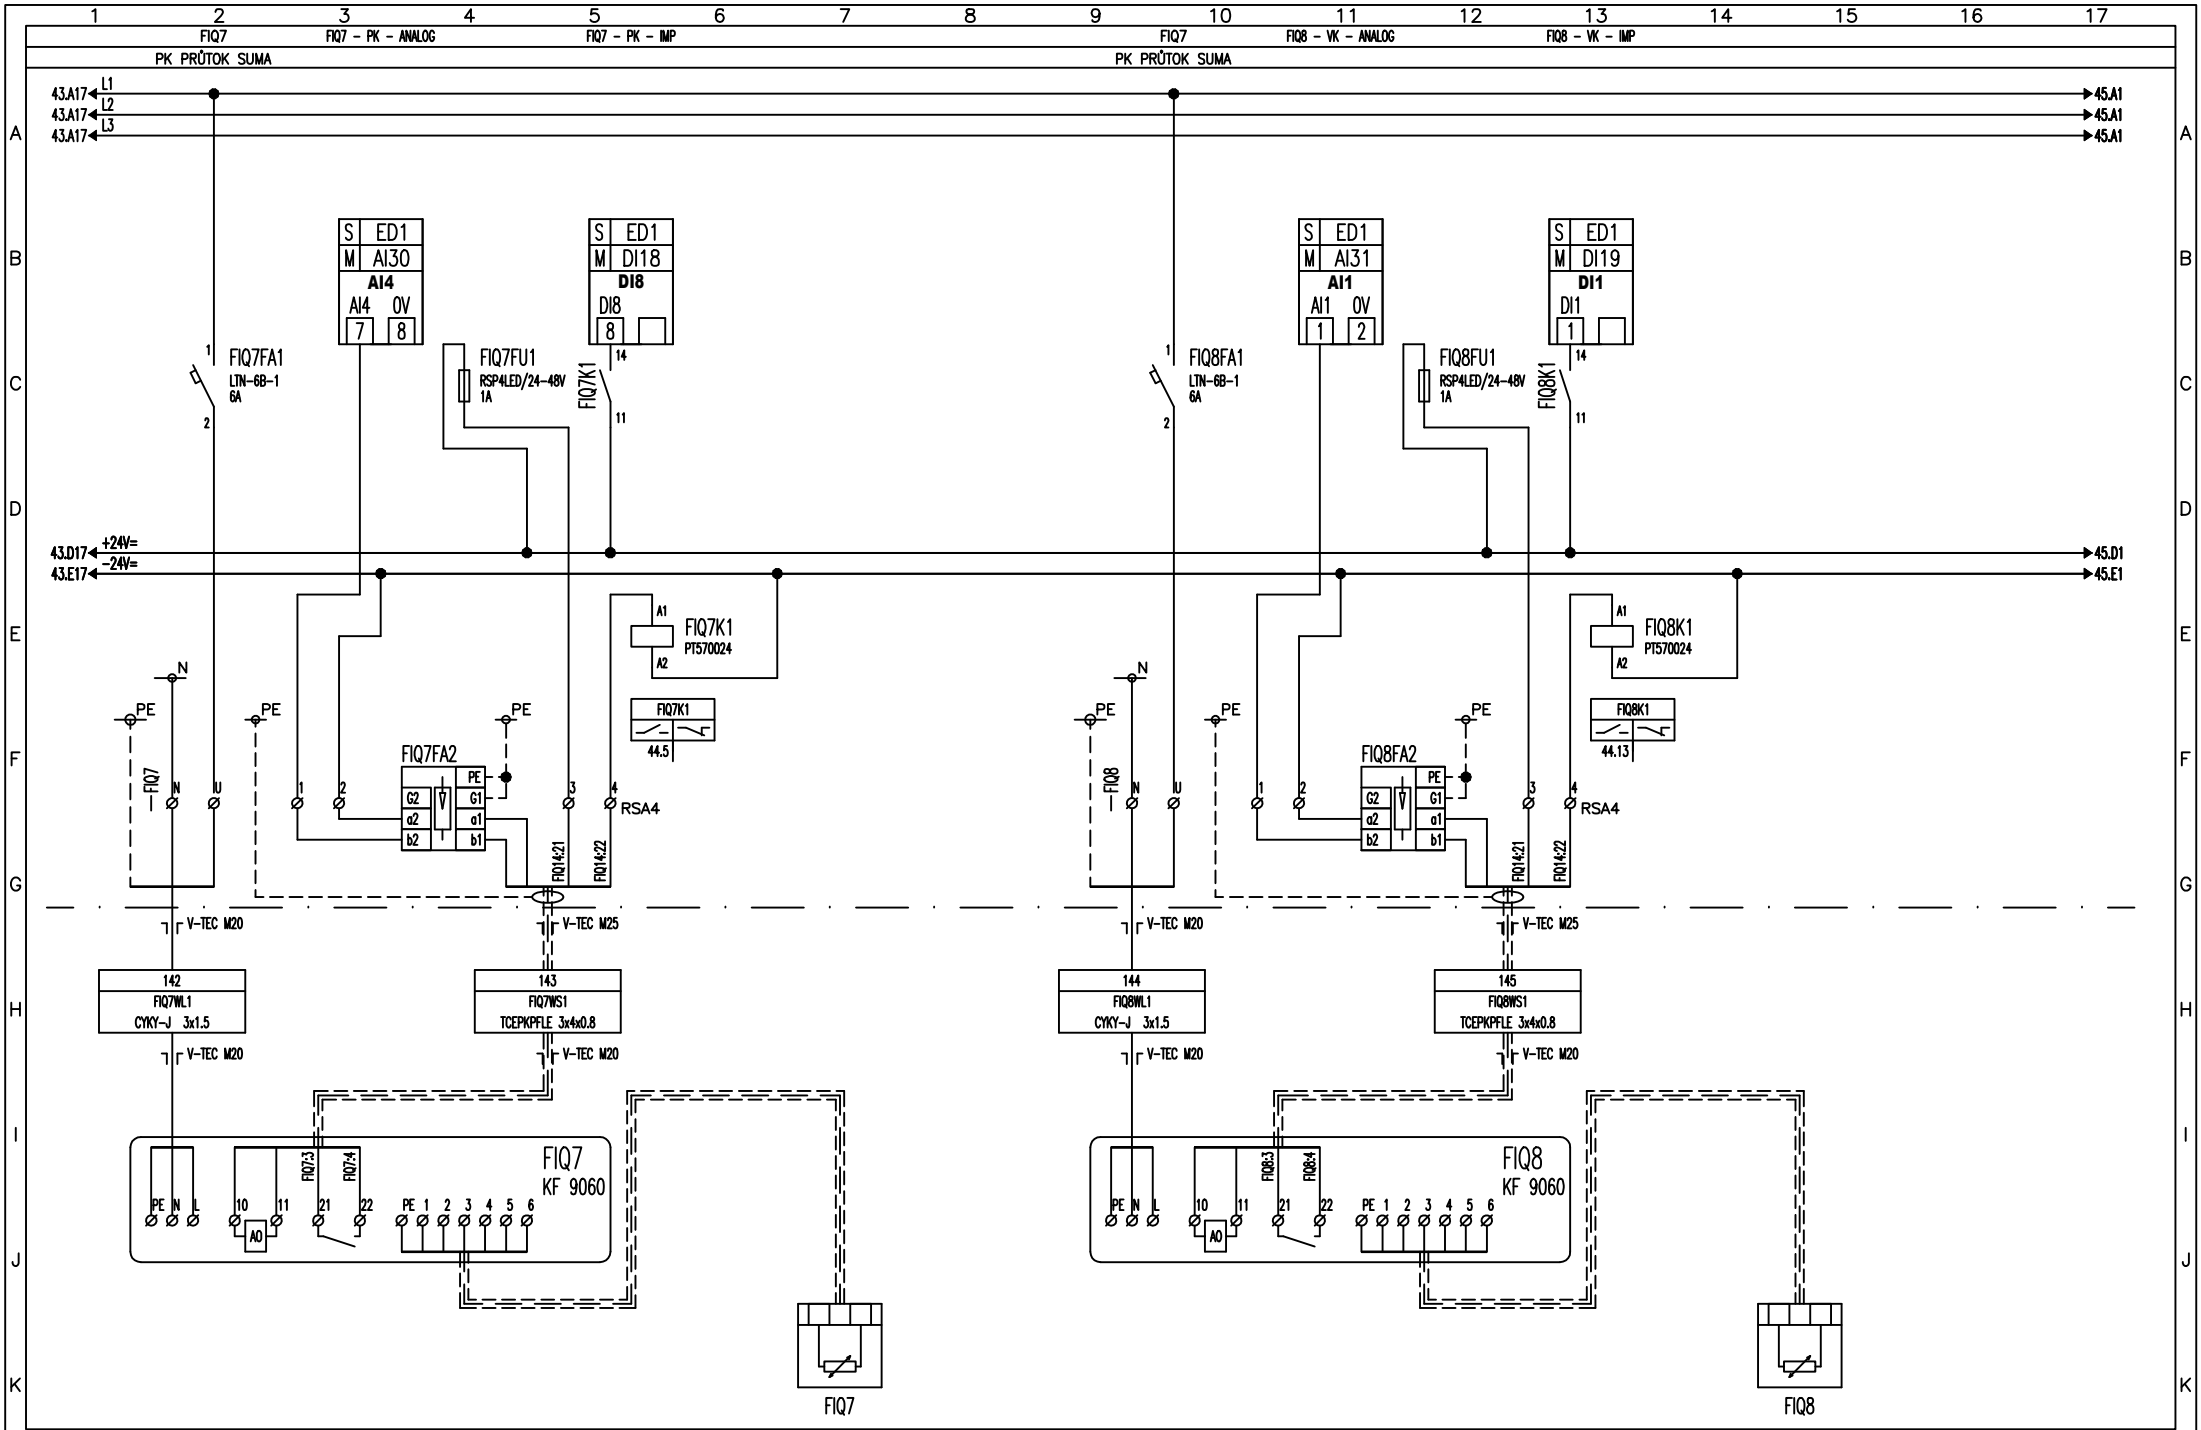 1 2 3 4 5 6 7 8 9 10 11 12 13 14 15 16 17
FIQ7 FIQ7 - PK - ANALOG FIQ7 - PK - IMP FIQ7 FIQ8 - VK - ANALOG FIQ8 - VK - IMP
PK PRŮTOK SUMA PK PRŮTOK SUMA
43.A17 L1 45.A1
43.A17 L2 45.A1
43.A17 L3 45.A1
A A
S ED1 S ED1 S ED1 S ED1
B M AI30 M DI18 M AI31 M DI19 B
AI4 DI8 AI1 DI1
AI4 0V DI8 AI1 0V DI1
7 8 8 1 2 1
1 FIQ7FA1 FIQ7FU1 14 1 FIQ8FA1 FIQ8FU1 14
C LTN-6B-1 RSP4LED/24-48V FIQ7K1 LTN-6B-1 RSP4LED/24-48V FIQ8K1 C
6A 1A 6A 1A
2 11 2 11
D D
43.D17 +24V= 45.D1
43.E17 -24V= 45.E1
A1 A1
E FIQ7K1 FIQ8K1 E
PT570024 PT570024
A2 A2
N N
PE PE PE FIQ7K1 PE PE PE FIQ8K1
44.5 44.13
F FIQ7FA2 FIQ8FA2 F
-FIQ7 N U 1 2 PE 3 4 -FIQ8 N U 1 2 PE 3 4
G2 G1 RSA4 G2 G1 RSA4
a2 a1 a2 a1
b2 b1 b2 b1
FIQ14:21 FIQ14:22 FIQ14:21 FIQ14:22
G G
V-TEC M20 V-TEC M25 V-TEC M20 V-TEC M25
142 143 144 145
H FIQ7WL1 FIQ7WS1 FIQ8WL1 FIQ8WS1 H
CYKY-J 3x1.5 TCEPKPFLE 3x4x0.8 CYKY-J 3x1.5 TCEPKPFLE 3x4x0.8
V-TEC M20 V-TEC M20 V-TEC M20 V-TEC M20
I I
FIQ7:3 FIQ7:4 FIQ7 FIQ8:3 FIQ8:4 FIQ8
KF 9060 KF 9060
PE N L 10 11 21 22 PE 1 2 3 4 5 6 PE N L 10 11 21 22 PE 1 2 3 4 5 6
AO AO
J J
K K
FIQ7 FIQ8